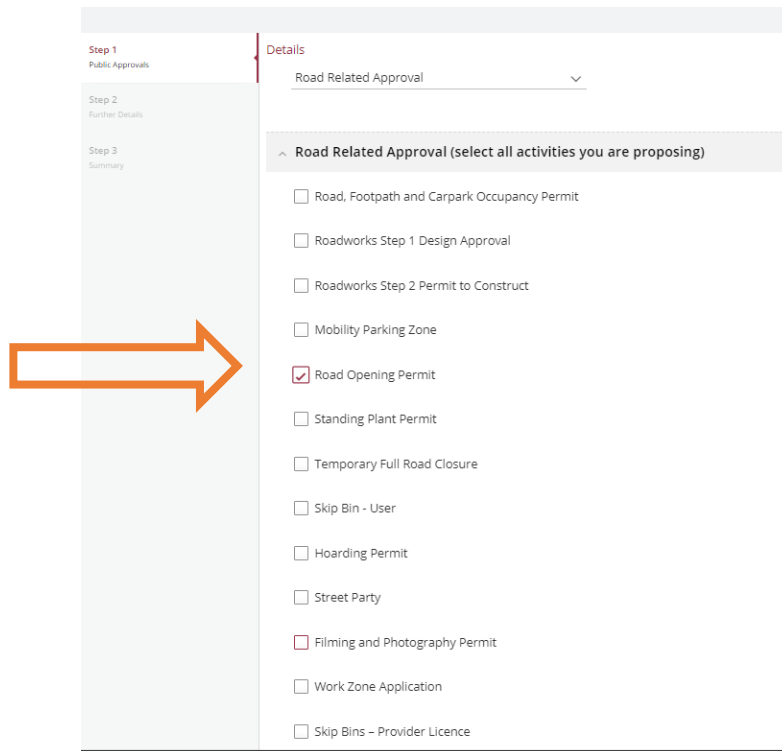 Step 1
Public Approvals
Step 2
Further Details
Step 3
Summary
Details
Road Related Approval
Road Related Approval (select all activities you are proposing)
Road, Footpath and Carpark Occupancy Permit
Roadworks Step 1 Design Approval
Roadworks Step 2 Permit to Construct
Mobility Parking Zone
Road Opening Permit
Standing Plant Permit
Temporary Full Road Closure
Skip Bin - User
Hoarding Permit
Street Party
Filming and Photography Permit
Work Zone Application
Skip Bins – Provider Licence